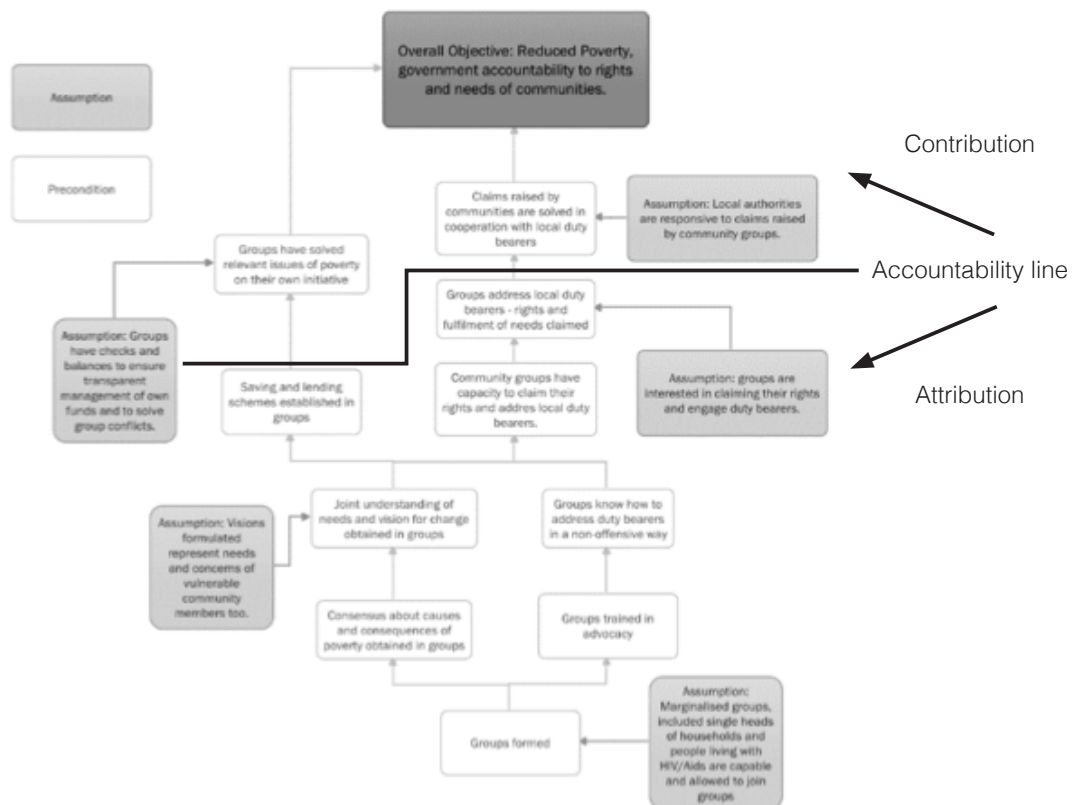 Overall Objective: Reduced Poverty,
government accountability to rights
and needs of communities.
Assumption
Precondition
Contribution
Claims raised by
communities are solved in
cooperation with local duty
bearers
Assumption: Local authorities
are responsive to claims raised
by community groups.
Groups have solved
relevant issues of poverty
on their own initiative
Accountability line
Groups address local duty
bearers - rights and
fulfilment of needs claimed
Assumption: Groups
have checks and
balances to ensure
transparent
management of own
funds and to solve
group conflicts.
Saving and lending
schemes established in
groups
Community groups have
capacity to claim their
rights and address local duty
bearers.
Assumption: groups are
interested in claiming their rights
and engage duty bearers.
Attribution
Assumption: Visions
formulated
represent needs
and concerns of
vulnerable
community
members too.
Joint understanding of
needs and vision for change
obtained in groups
Groups know how to
address duty bearers
in a non-offensive way
Consensus about causes
and consequences of
poverty obtained in groups
Groups trained in
advocacy
Groups formed
Assumption:
Marginalised groups,
included single heads
of households and
people living with
HIV/Aids are capable
and allowed to join
groups